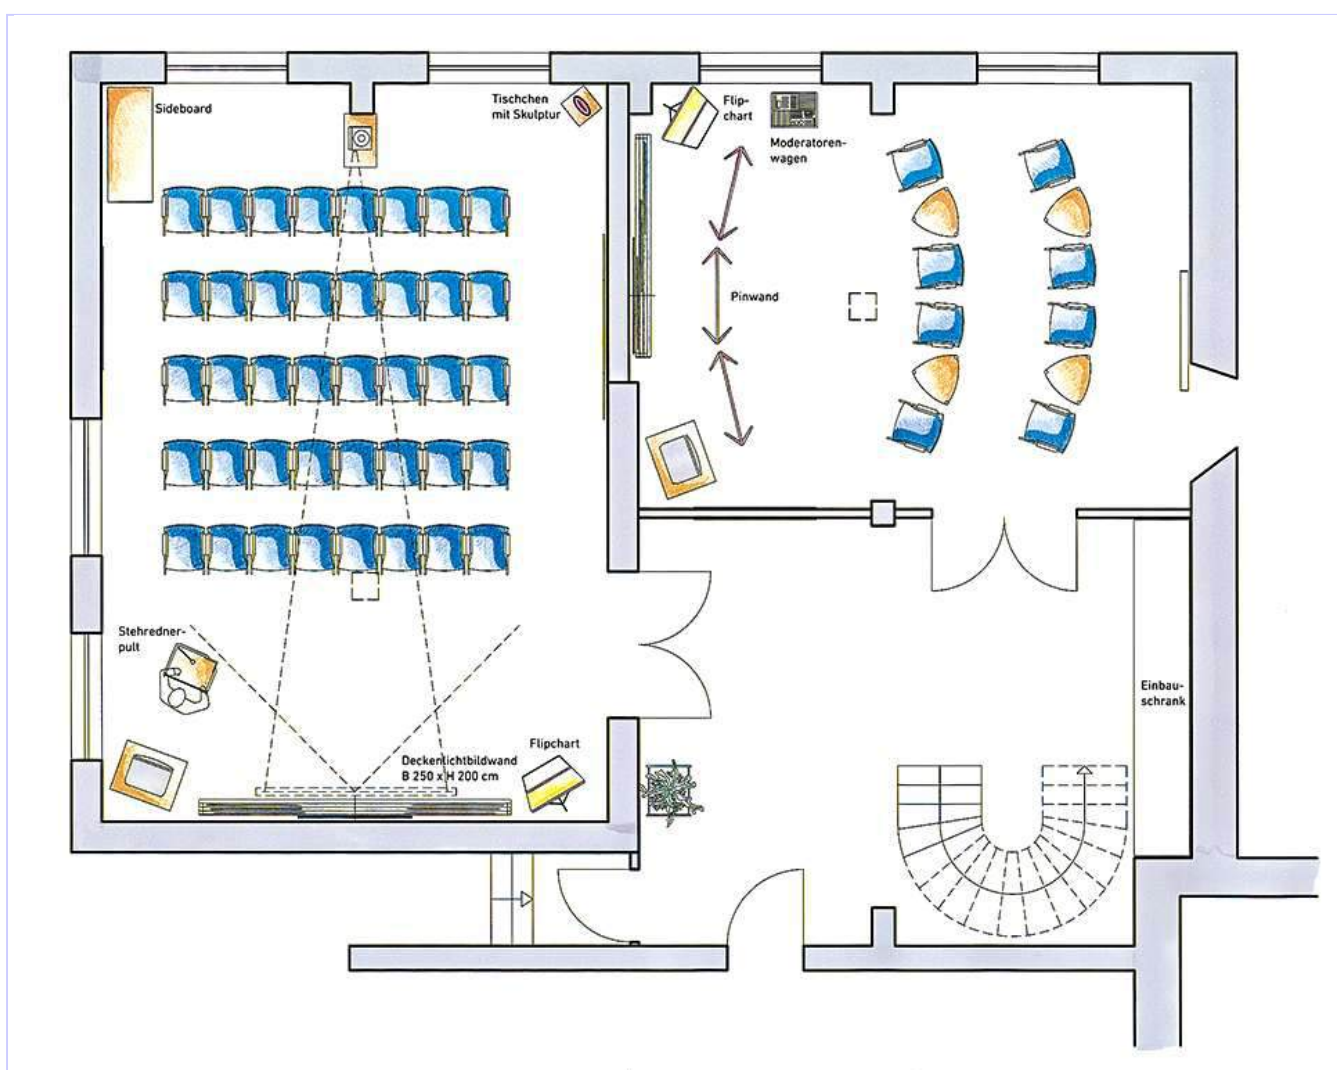 Sideboard
Tischchen
mit Skulptur
Flip-
chart
Moderatoren-
wagen
Pinwand
Stehredner-
pult
Einbau-
schrank
Flipchart
Deckenlichtbildwand
B 250 x H 200 cm